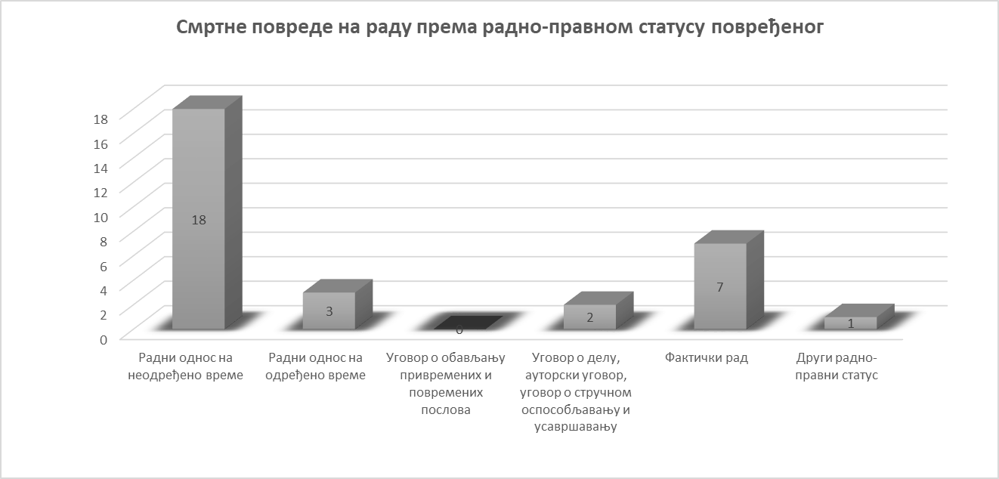 Смртне повреде на раду према радно-правном статусу повређеног
18
16
14
12
10
8
6
4
2
0
18
3
0
2
7
1
Радни однос на
неодређено време
Радни однос на
одређено време
Уговор о обављању
привремених и
повремених
послова
Уговор о делу,
ауторски уговор,
уговор о стручном
оспособљавању и
усавршавању
Фактички рад
Други радно-
правни статус